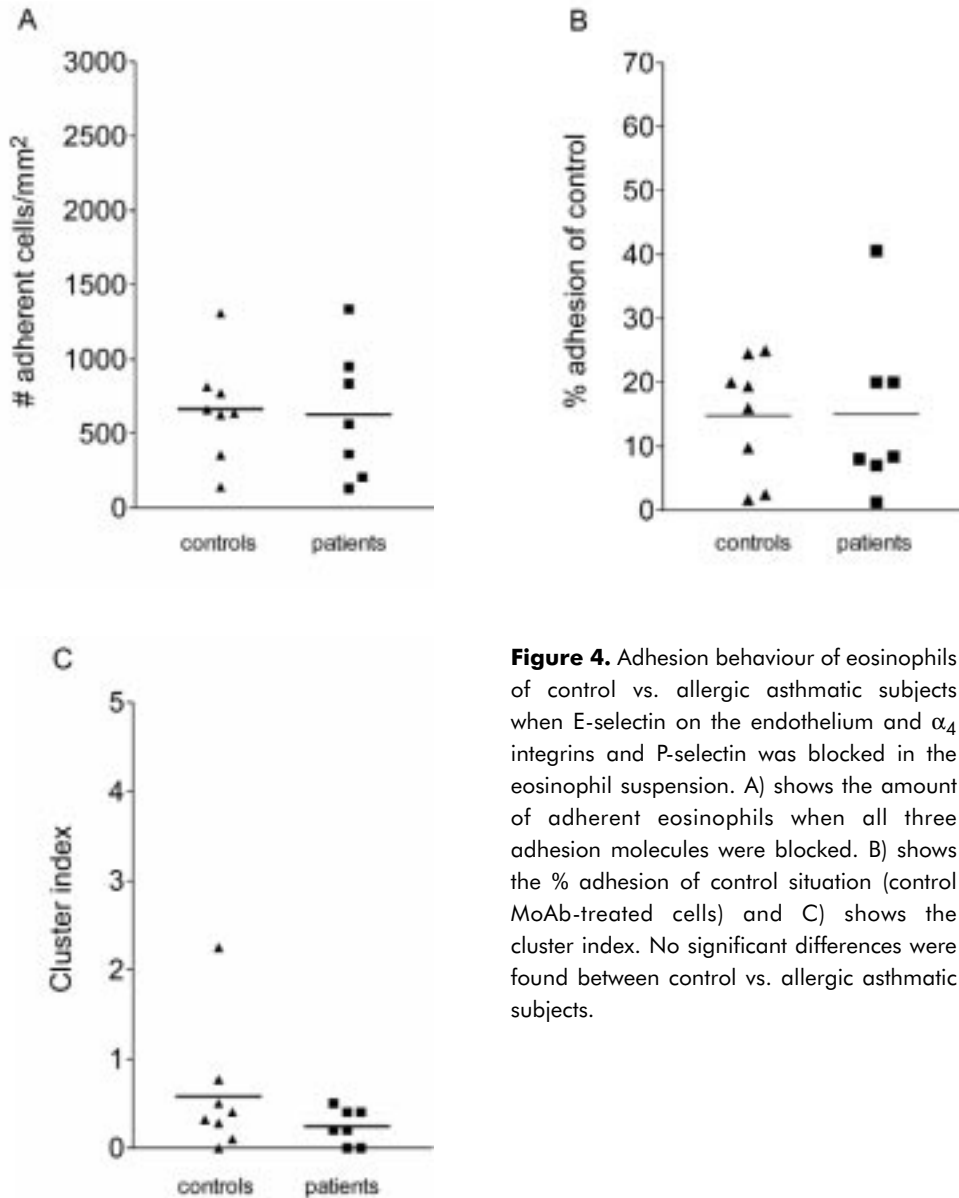 A
3000
2500
2000
1500
1000
500
0
# adherent cells/mm²
controls patients
B
70
60
50
40
30
20
10
0
% adhesion of control
controls patients
C
5
4
3
2
1
0
Cluster index
controls patients
Figure 4. Adhesion behaviour of eosinophils
of control vs. allergic asthmatic subjects
when E-selectin on the endothelium and α₄
integrins and P-selectin was blocked in the
eosinophil suspension. A) shows the amount
of adherent eosinophils when all three
adhesion molecules were blocked. B) shows
the % adhesion of control situation (control
MoAb-treated cells) and C) shows the
cluster index. No significant differences were
found between control vs. allergic asthmatic
subjects.